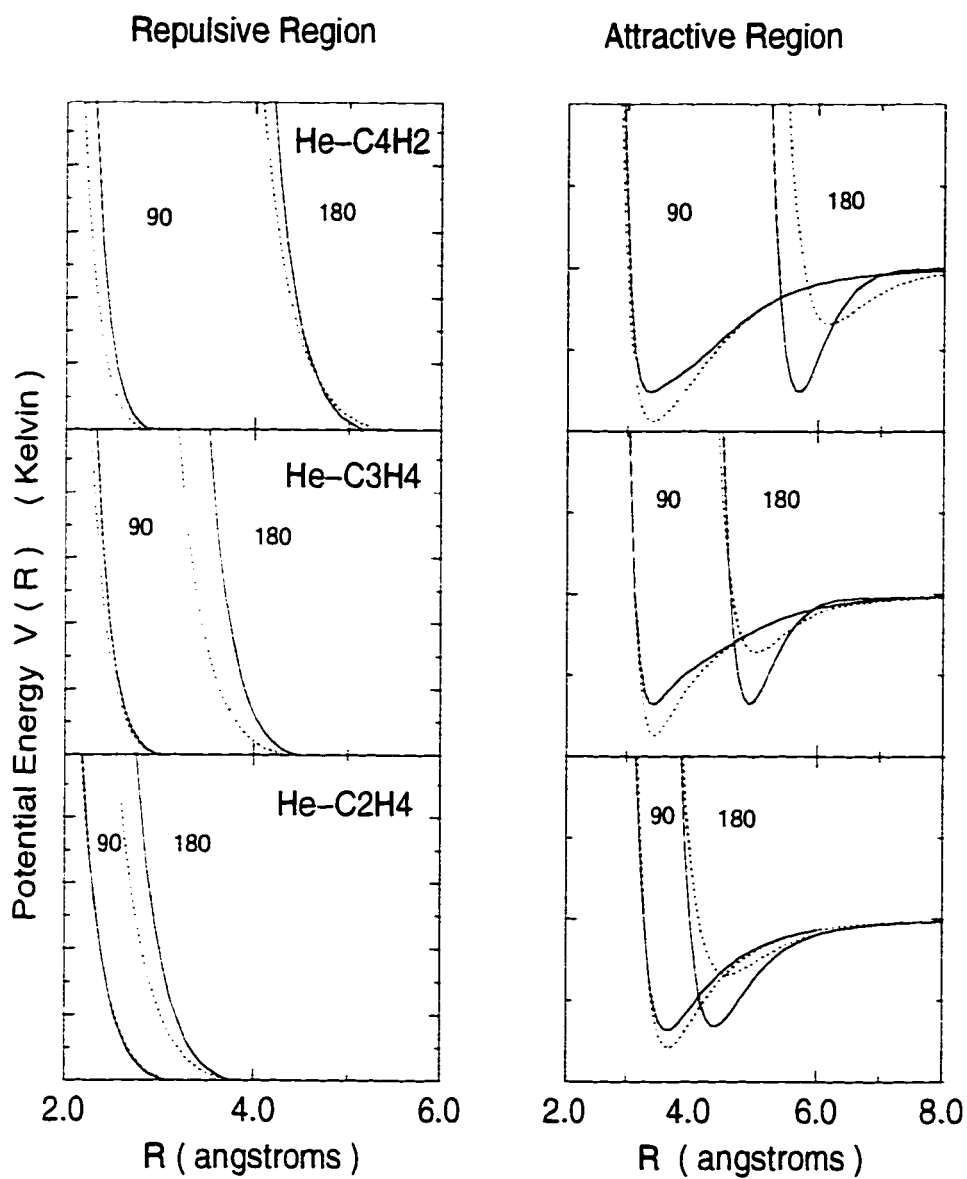 Repulsive Region
Attractive Region
Potential Energy V ( R ) ( Kelvin )
He–C4H2
90
180
90
180
He–C3H4
90
180
90
180
He–C2H4
90
180
90
180
2.0 4.0 6.0
2.0 4.0 6.0 8.0
R ( angstroms )
R ( angstroms )